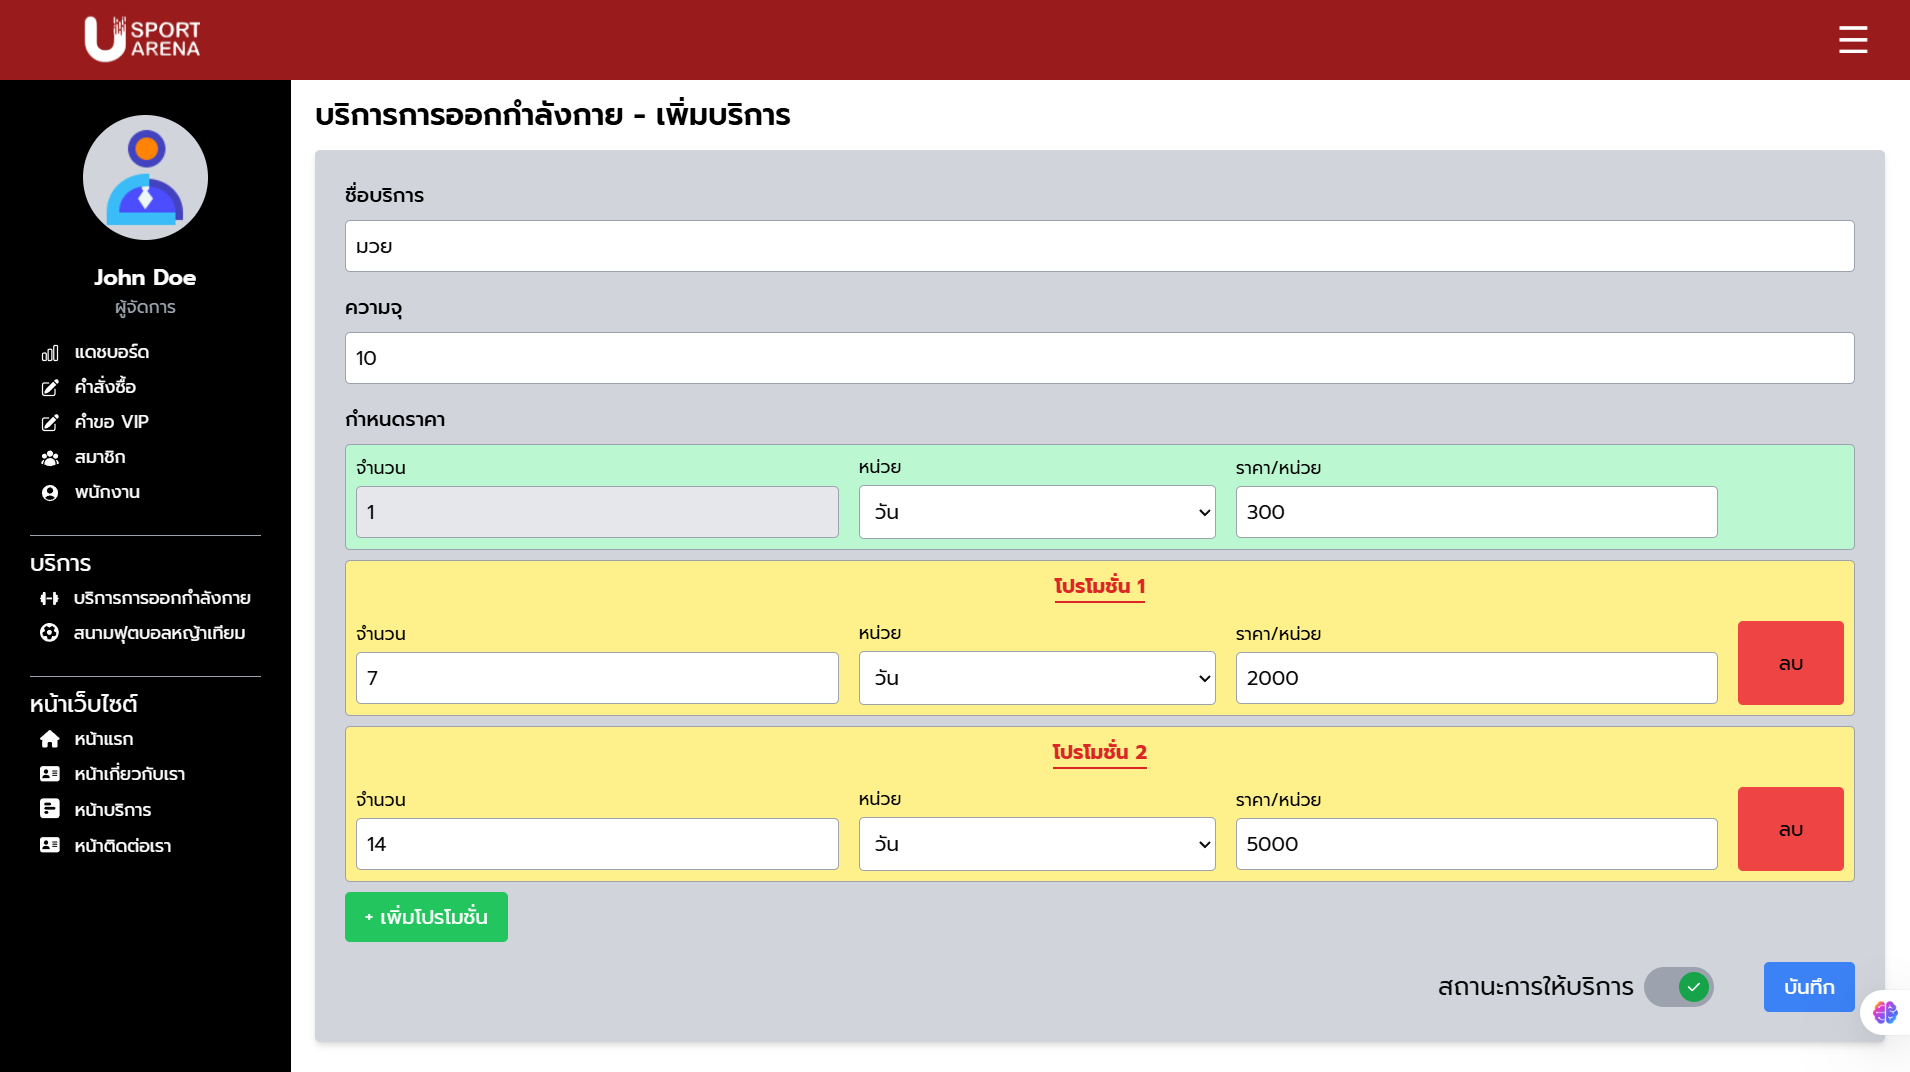 U SPORT
ARENA
บริการการออกกำลังกาย - เพิ่มบริการ
John Doe
ผู้จัดการ
แดชบอร์ด
คำสั่งซื้อ
คำขอ VIP
สมาชิก
พนักงาน
บริการ
บริการการออกกำลังกาย
สนามฟุตบอลหญ้าเทียม
หน้าเว็บไซต์
หน้าแรก
หน้าเกี่ยวกับเรา
หน้าบริการ
หน้าติดต่อเรา
ชื่อบริการ
มวย
ความจุ
10
กำหนดราคา
จำนวน หน่วย ราคา/หน่วย
1 วัน 300
โปรโมชั่น 1
จำนวน หน่วย ราคา/หน่วย
7 วัน 2000 ลบ
โปรโมชั่น 2
จำนวน หน่วย ราคา/หน่วย
14 วัน 5000 ลบ
+ เพิ่มโปรโมชั่น
สถานะการให้บริการ บันทึก